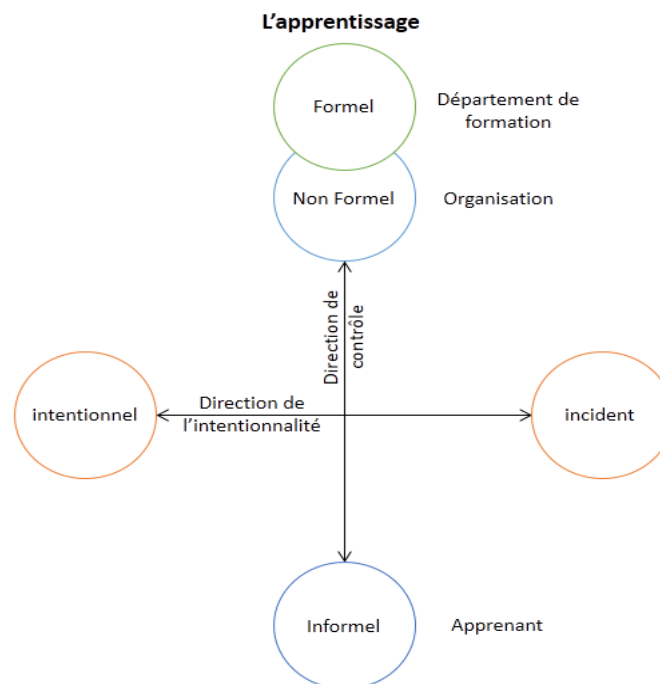 L’apprentissage
Formel
Département de
formation
Non Formel
Organisation
Direction de
contrôle
intentionnel
Direction de
l’intentionnalité
incident
Informel
Apprenant